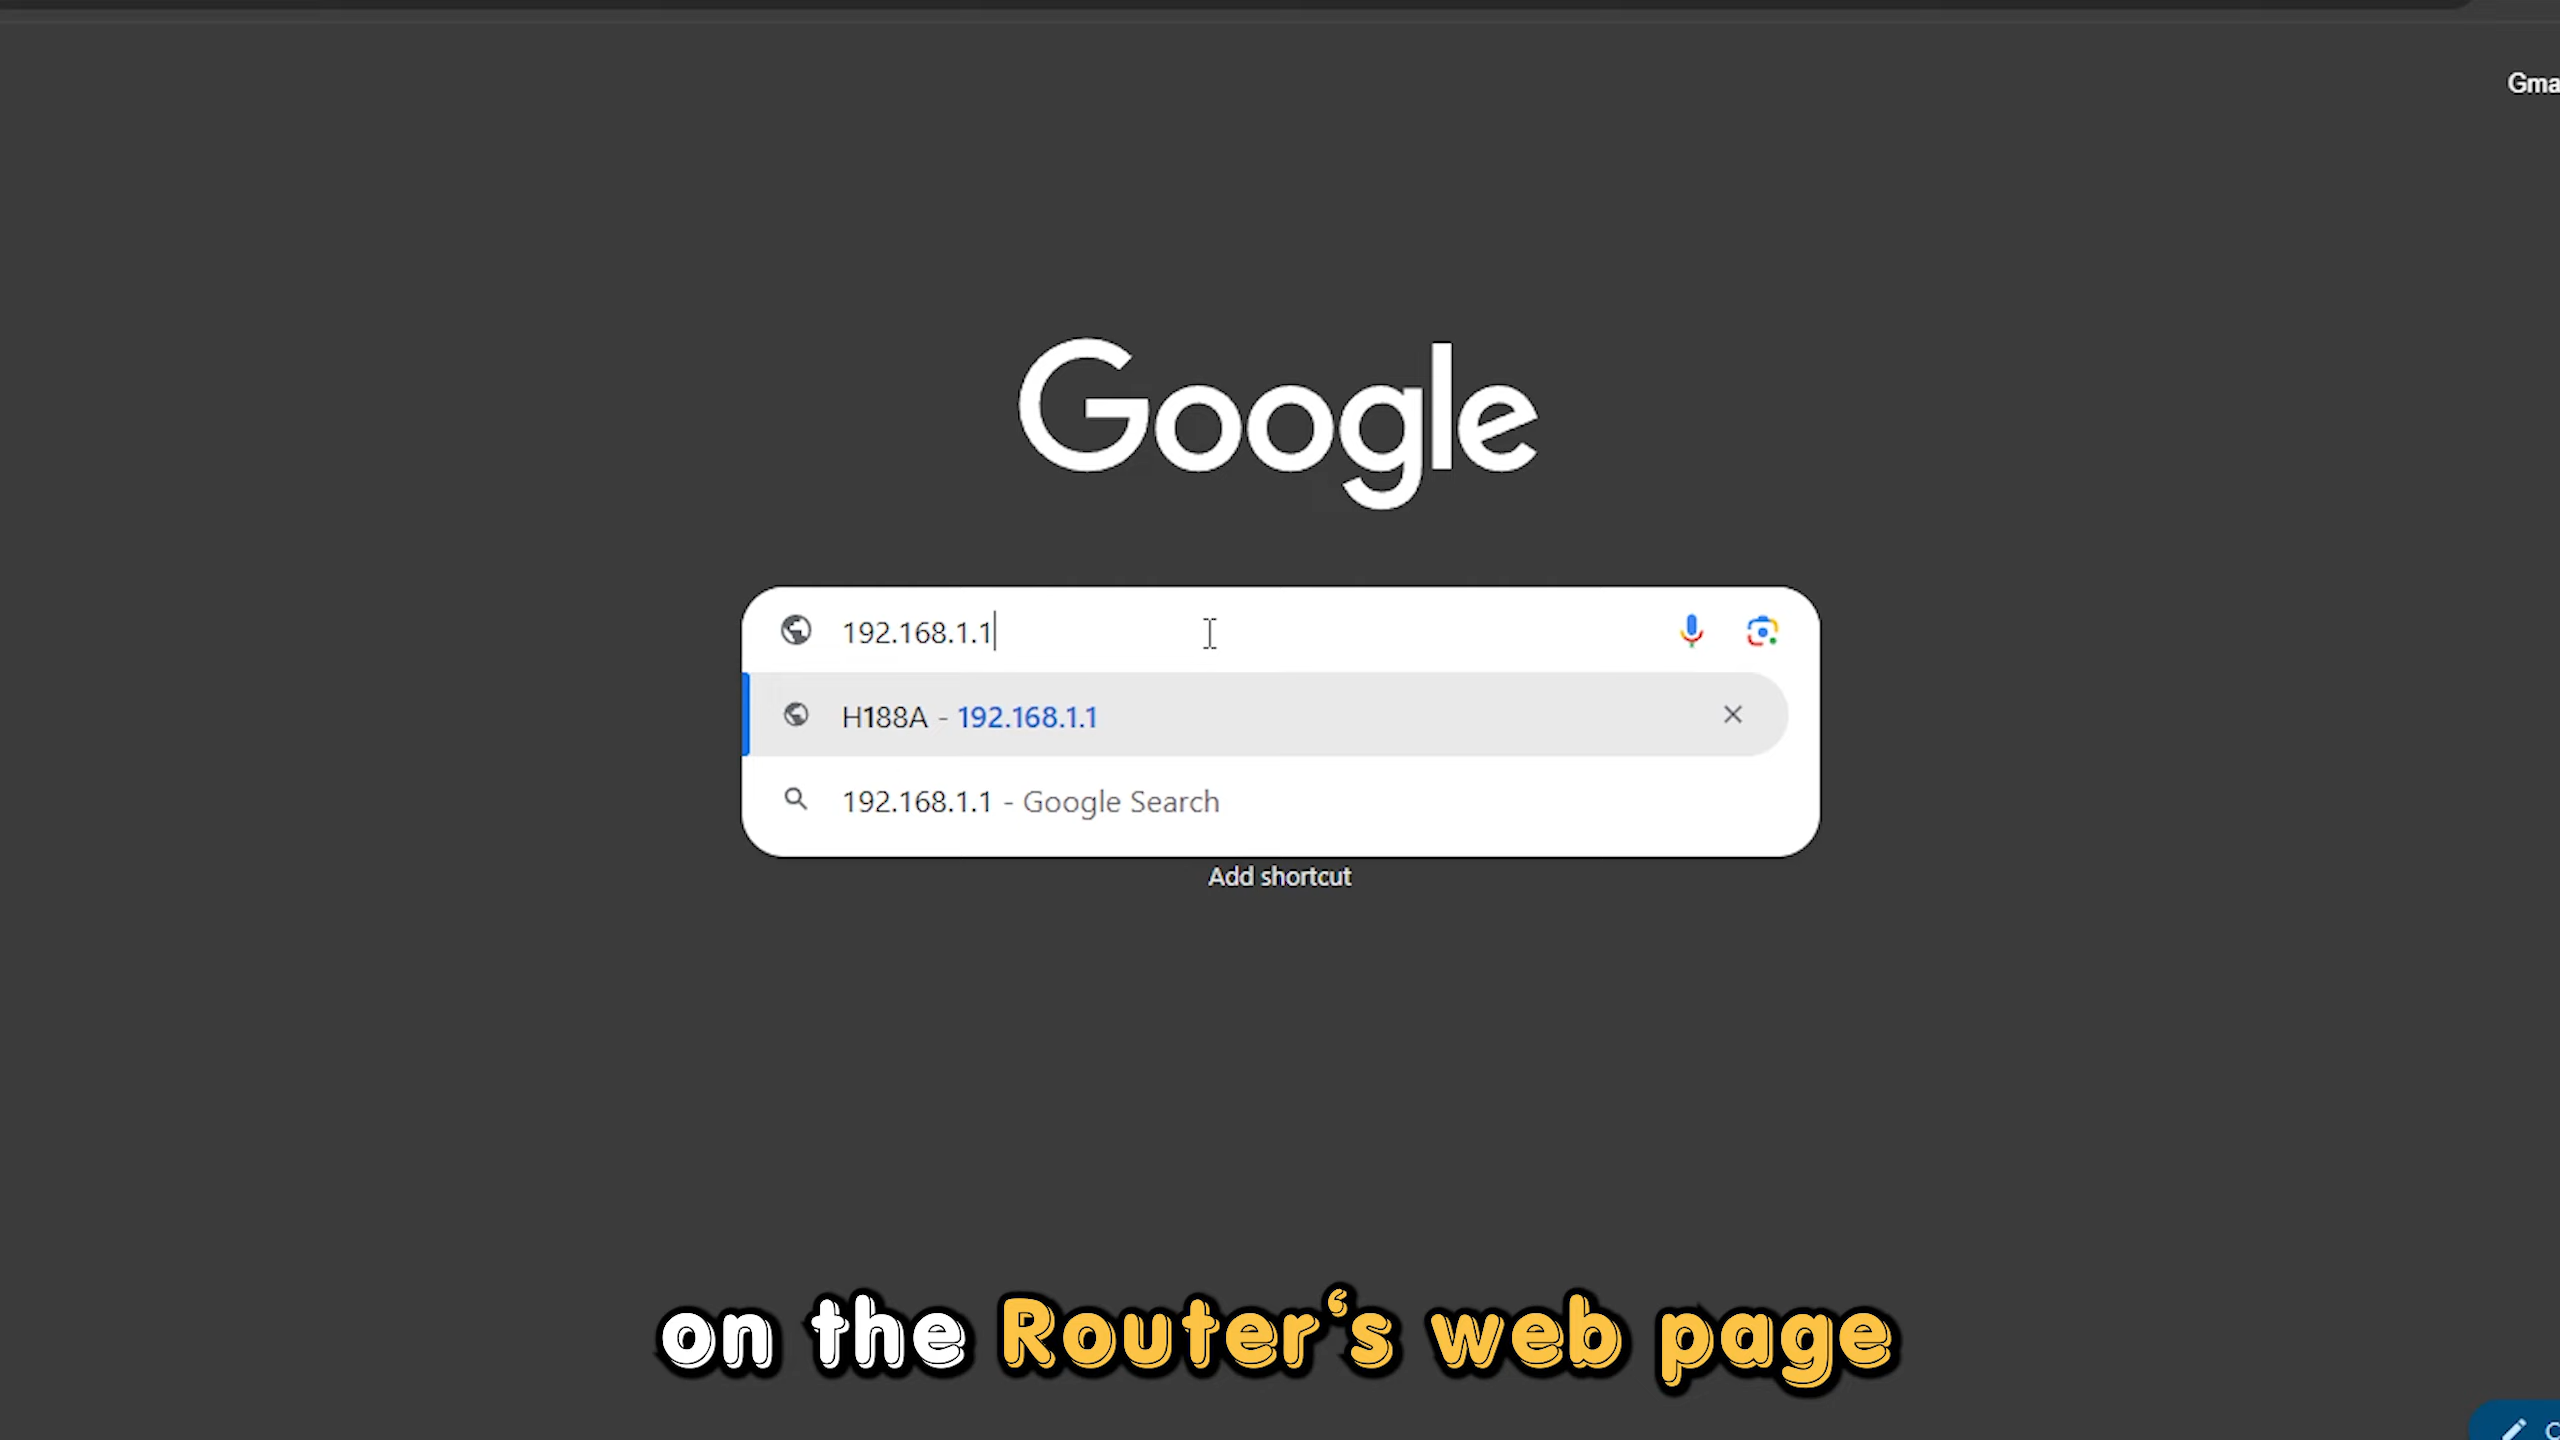 Gma
Google
192.168.1.1
H188A - 192.168.1.1
192.168.1.1 - Google Search
Add shortcut
on the Router‘s web page